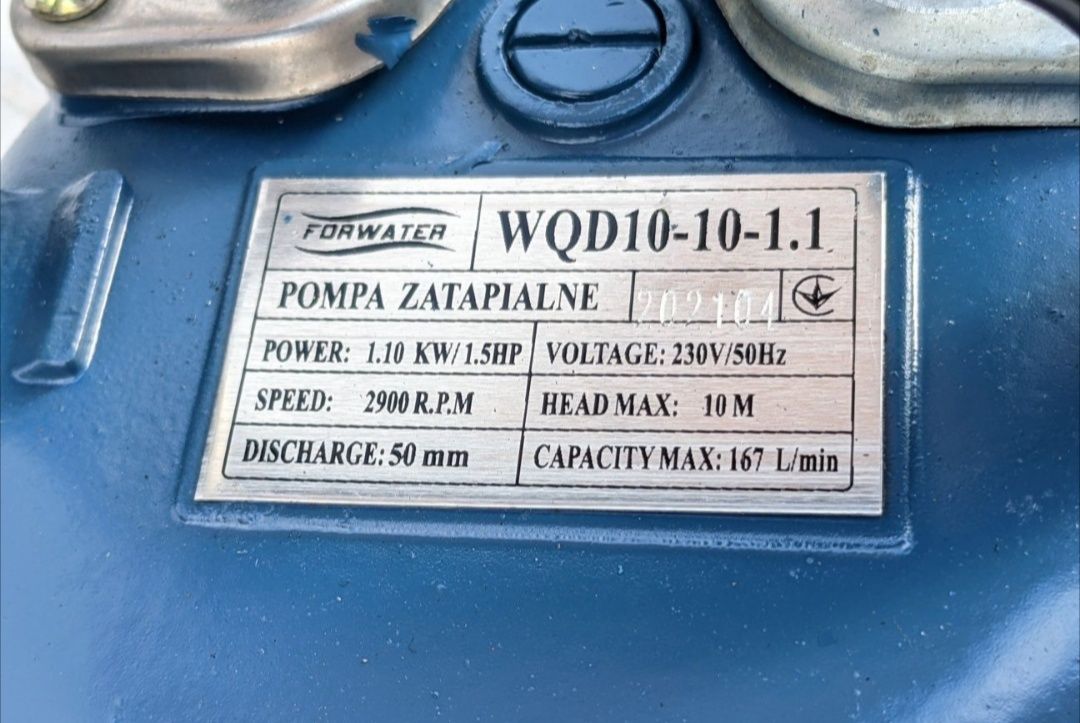 FORWATER
WQD10-10-1.1
POMPA ZATAPIALNE 202104
POWER: 1.10 KW/1.5HP VOLTAGE: 230V/50Hz
SPEED: 2900 R.P.M HEAD MAX: 10 M
DISCHARGE: 50 mm CAPACITY MAX: 167 L/min